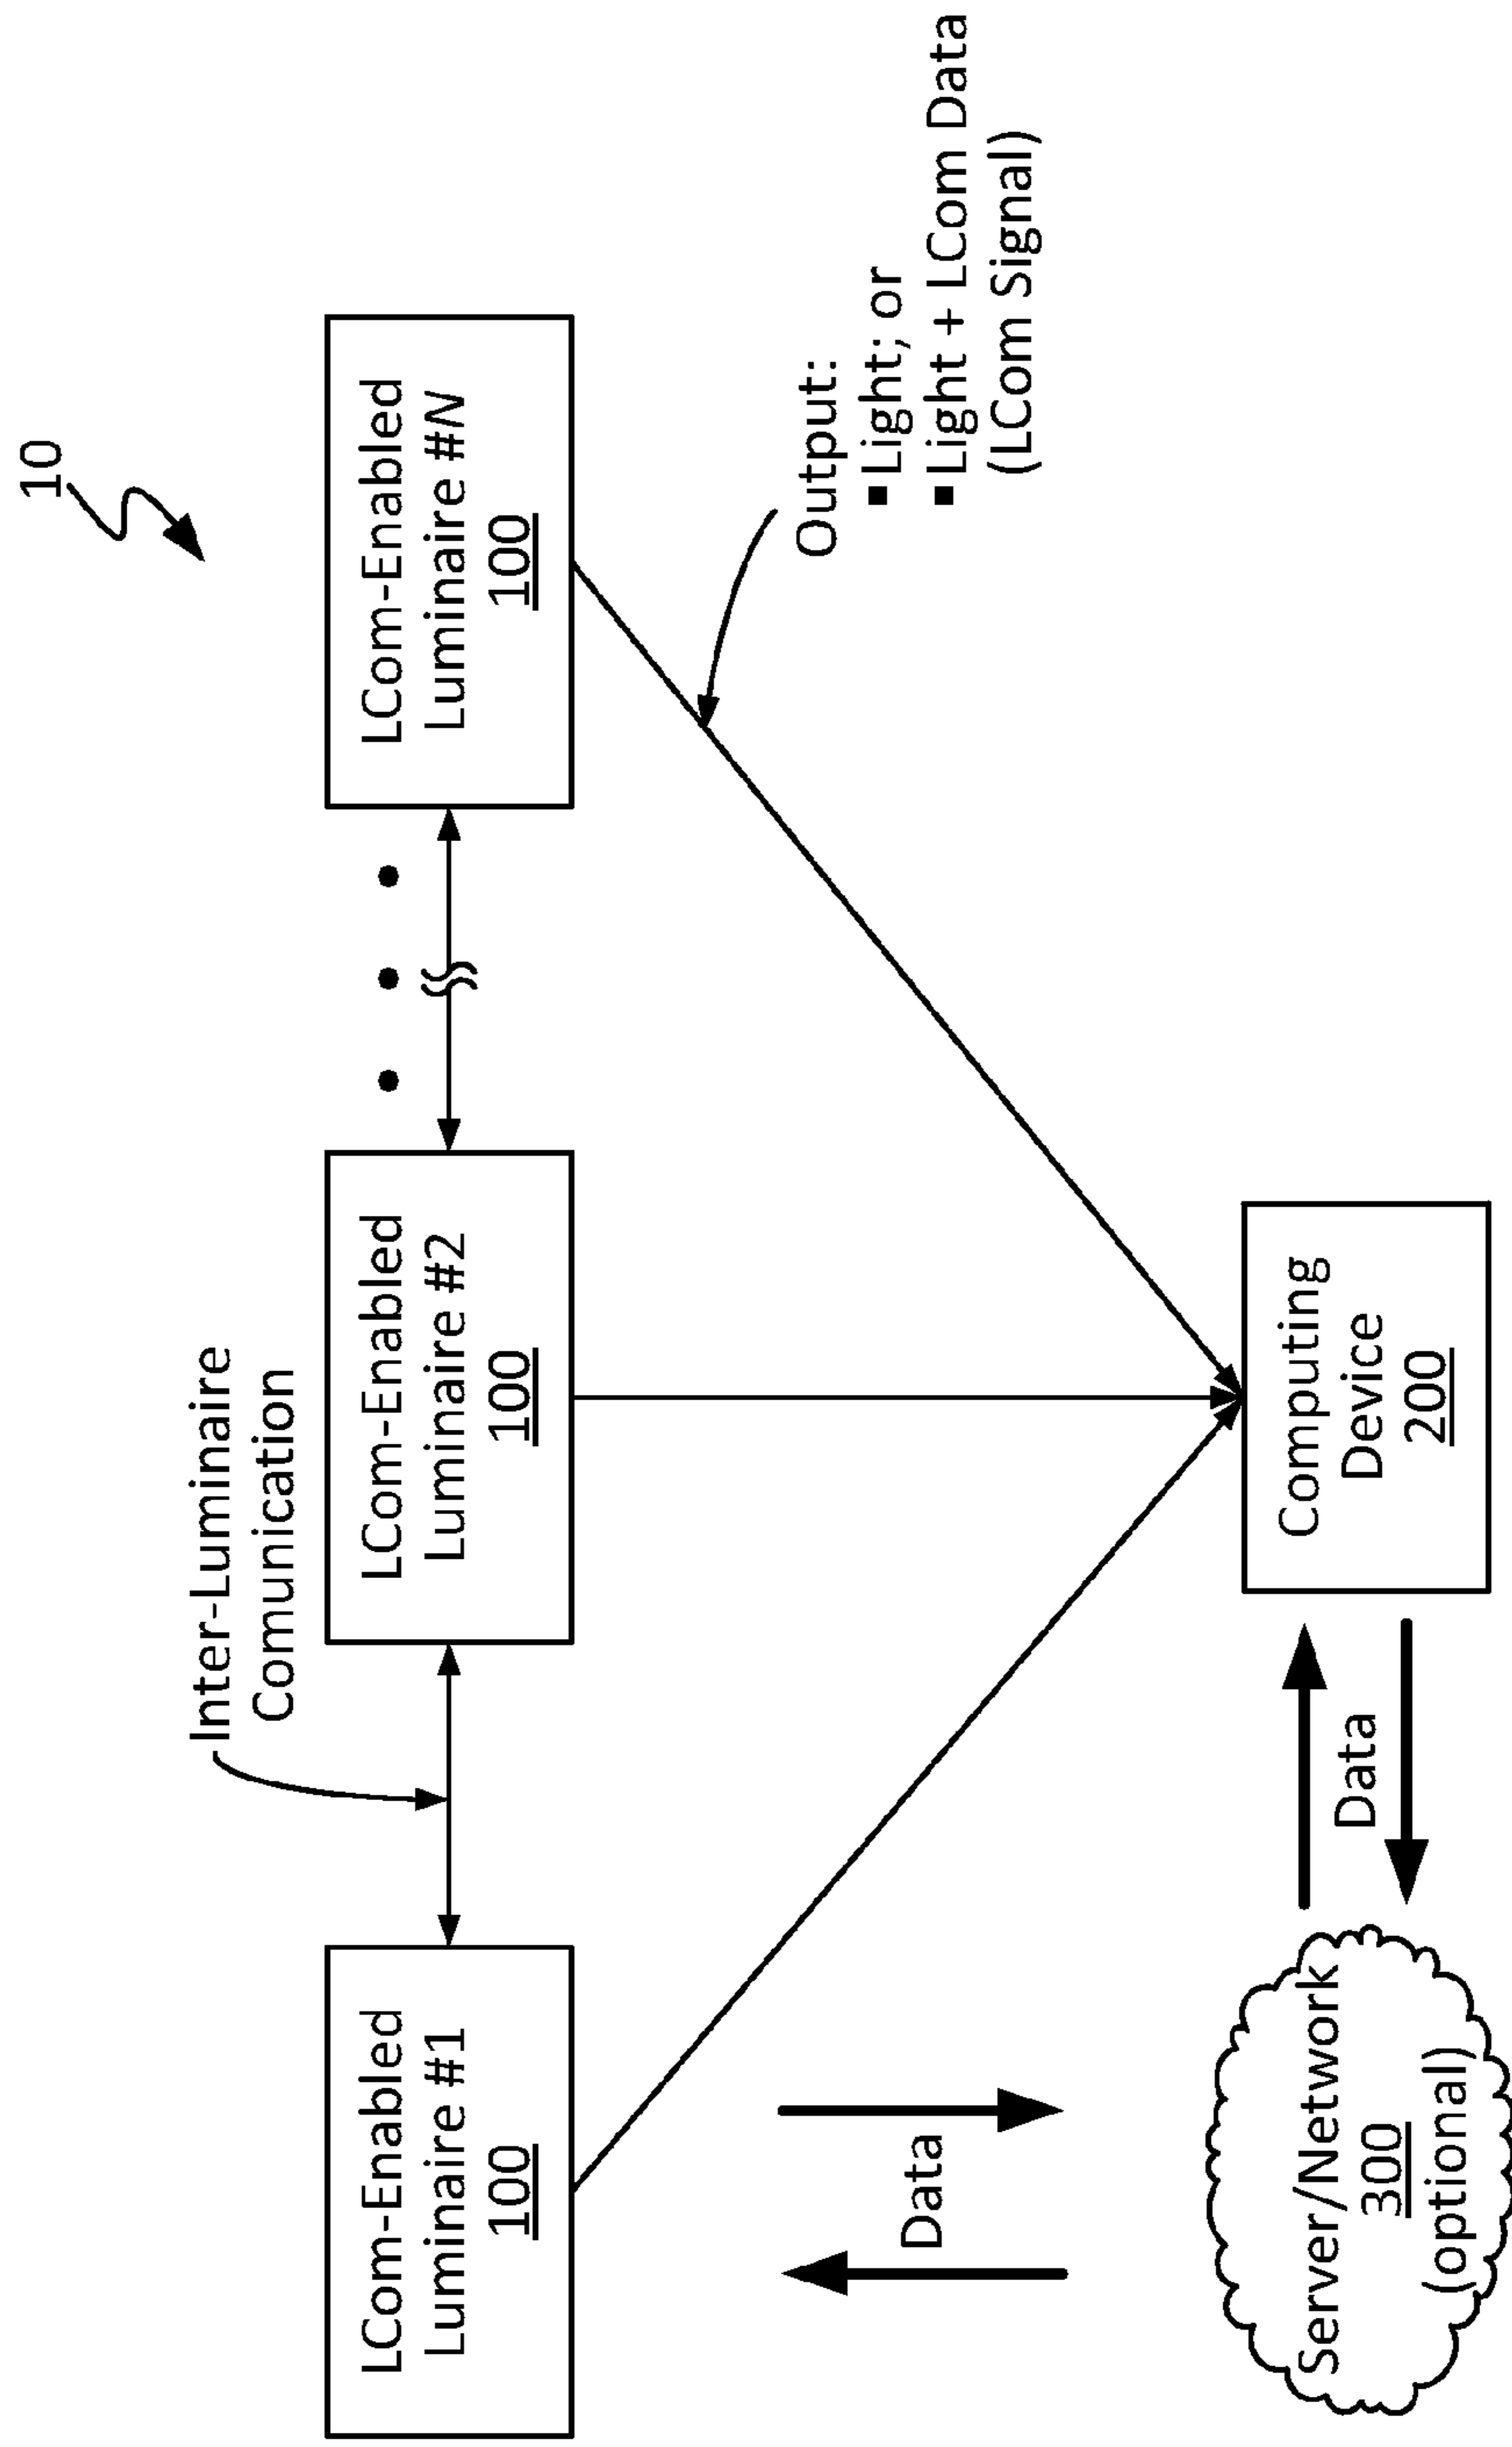 10
Inter-Luminaire
Comunication
LCom-Enabled
Luminaire #1
100
LCom-Enabled
Luminaire #2
100
LCom-Enabled
Luminaire #N
100
Output:
▪ Light; or
▪ Light + LCom Data
(LCom Signal)
Data
Server/Network
300
(optional)
Data
Computing
Device
200